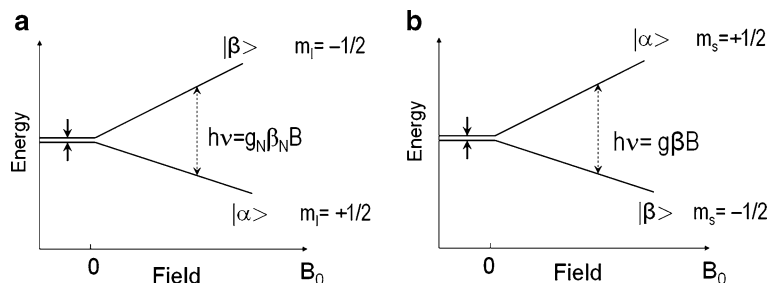 a
|β> m_I= –1/2
Energy
hν=g_Nβ_NB
|α> m_I= +1/2
0
Field
B_0
b
|α> m_s=+1/2
Energy
hν= gβB
|β> m_s= –1/2
0
Field
B_0